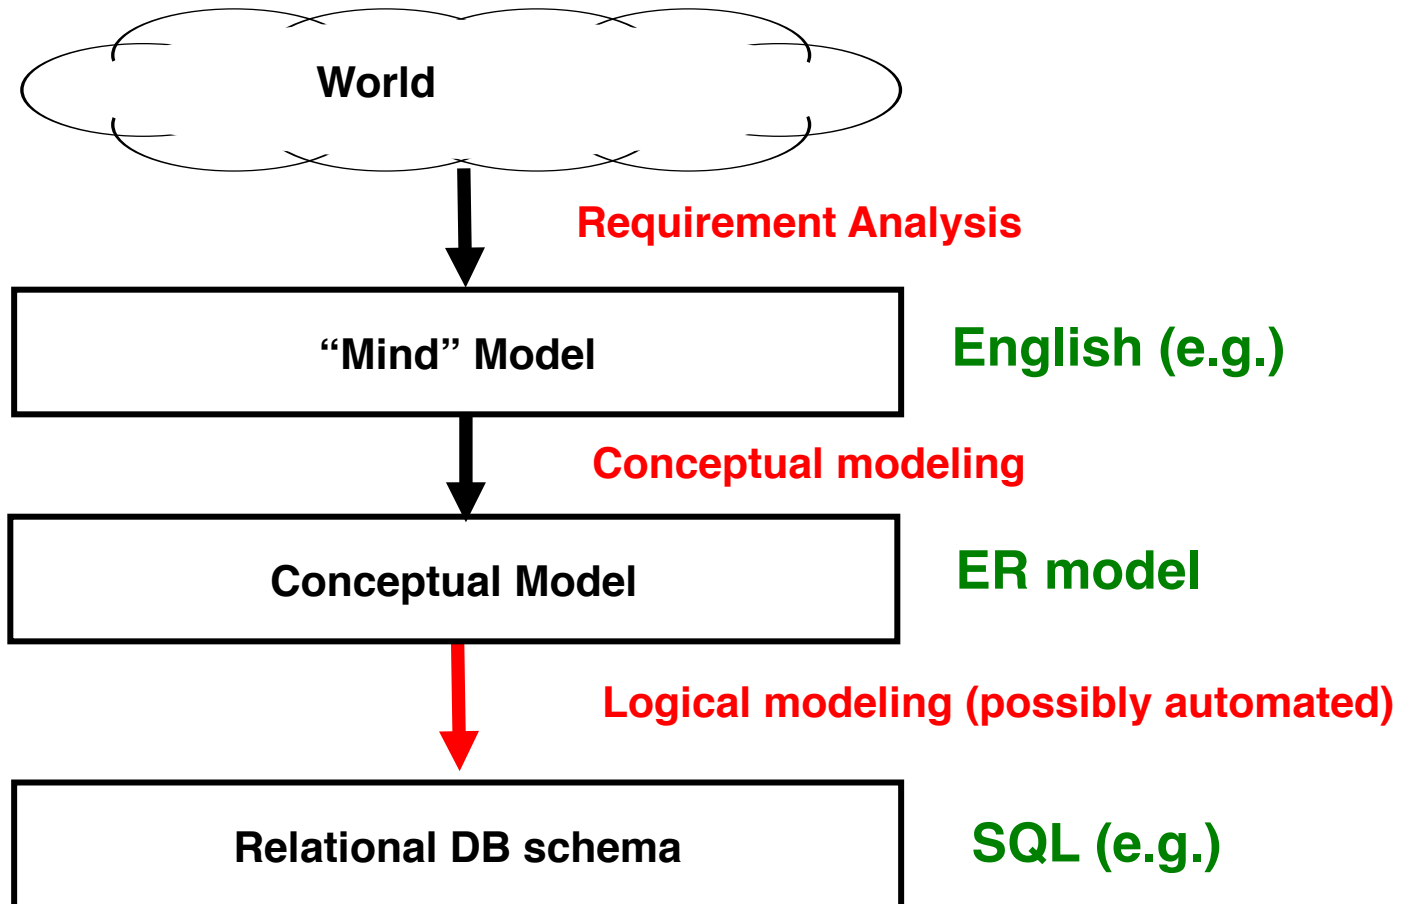 World
Requirement Analysis
“Mind” Model
English (e.g.)
Conceptual modeling
Conceptual Model
ER model
Logical modeling (possibly automated)
Relational DB schema
SQL (e.g.)